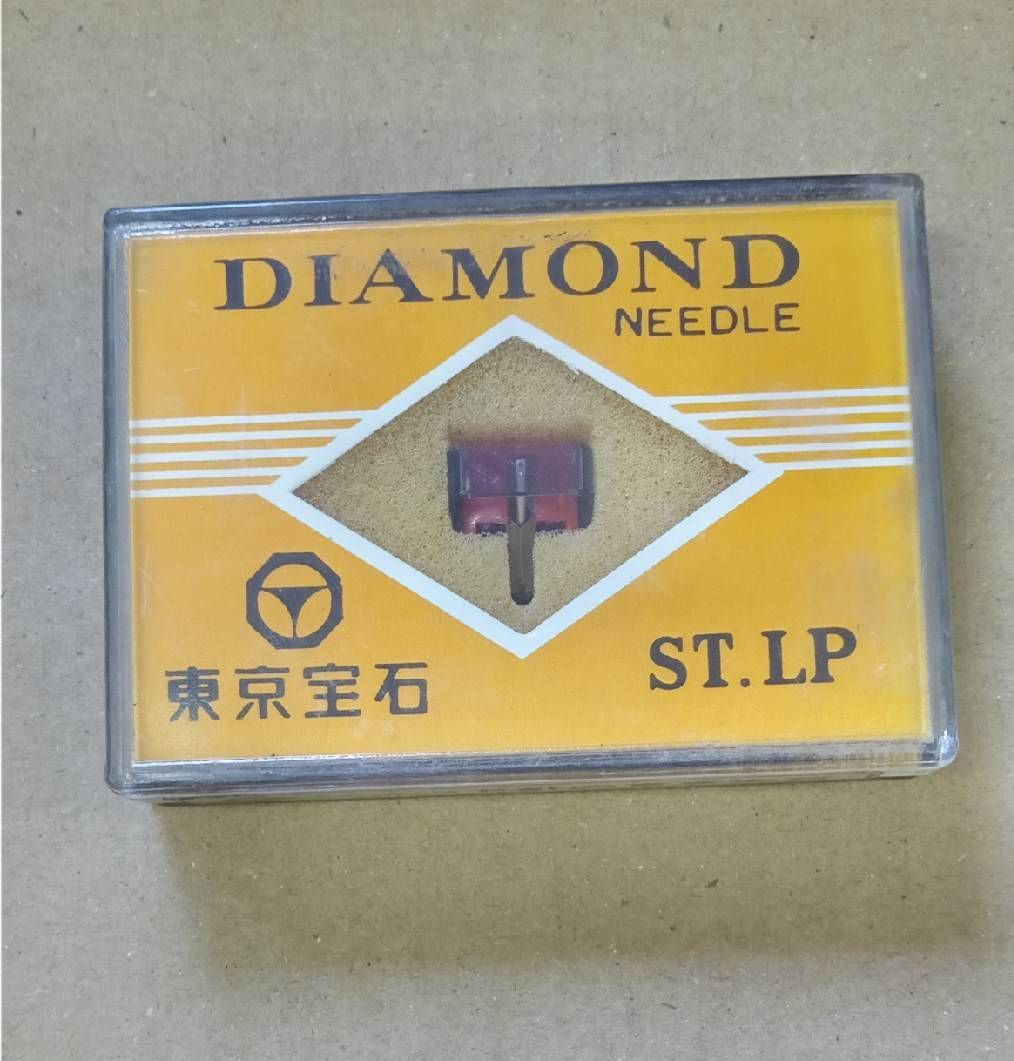 DIAMOND
NEEDLE
東京宝石
ST.LP